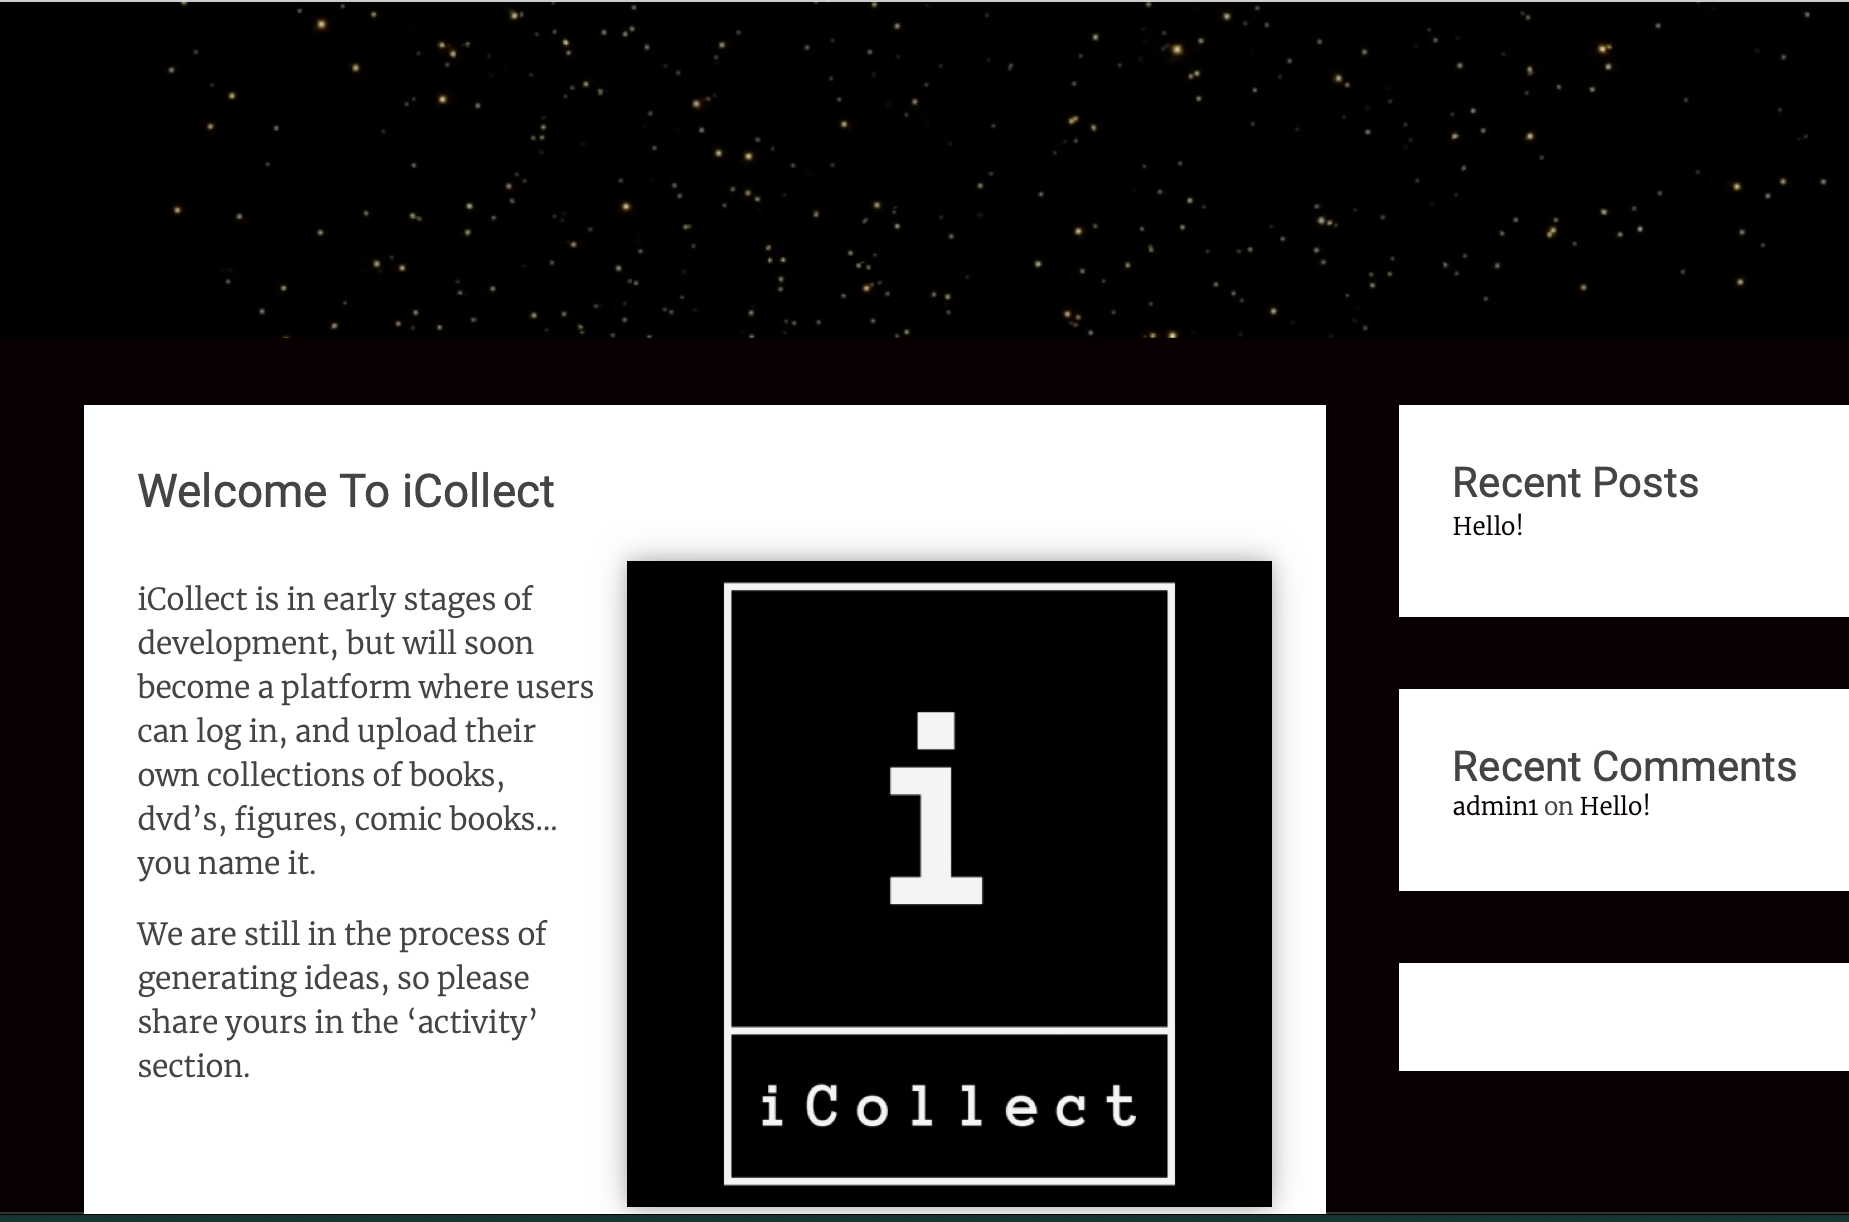 Welcome To iCollect
iCollect is in early stages of
development, but will soon
become a platform where users
can log in, and upload their
own collections of books,
dvd’s, figures, comic books…
you name it.
We are still in the process of
generating ideas, so please
share yours in the ‘activity’
section.
i
iCollect
Recent Posts
Hello!
Recent Comments
admin1 on Hello!